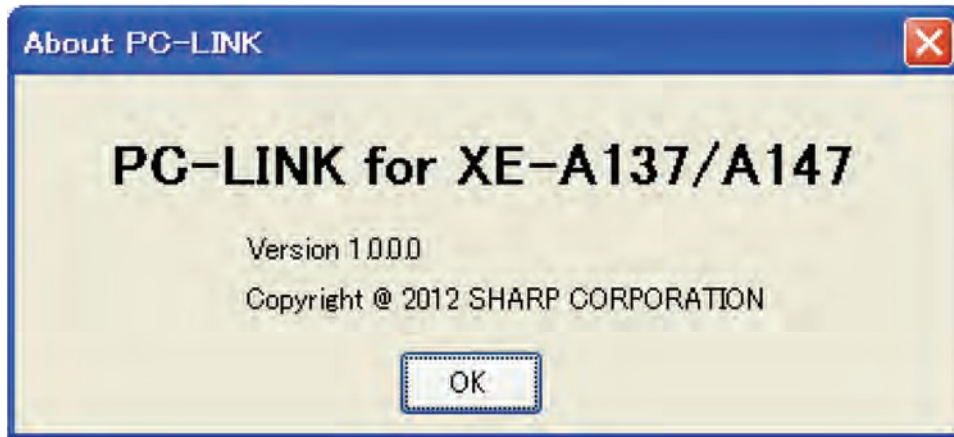 About PC-LINK
PC-LINK for XE-A137/A147
Version 1.0.0.0
Copyright @ 2012 SHARP CORPORATION
OK